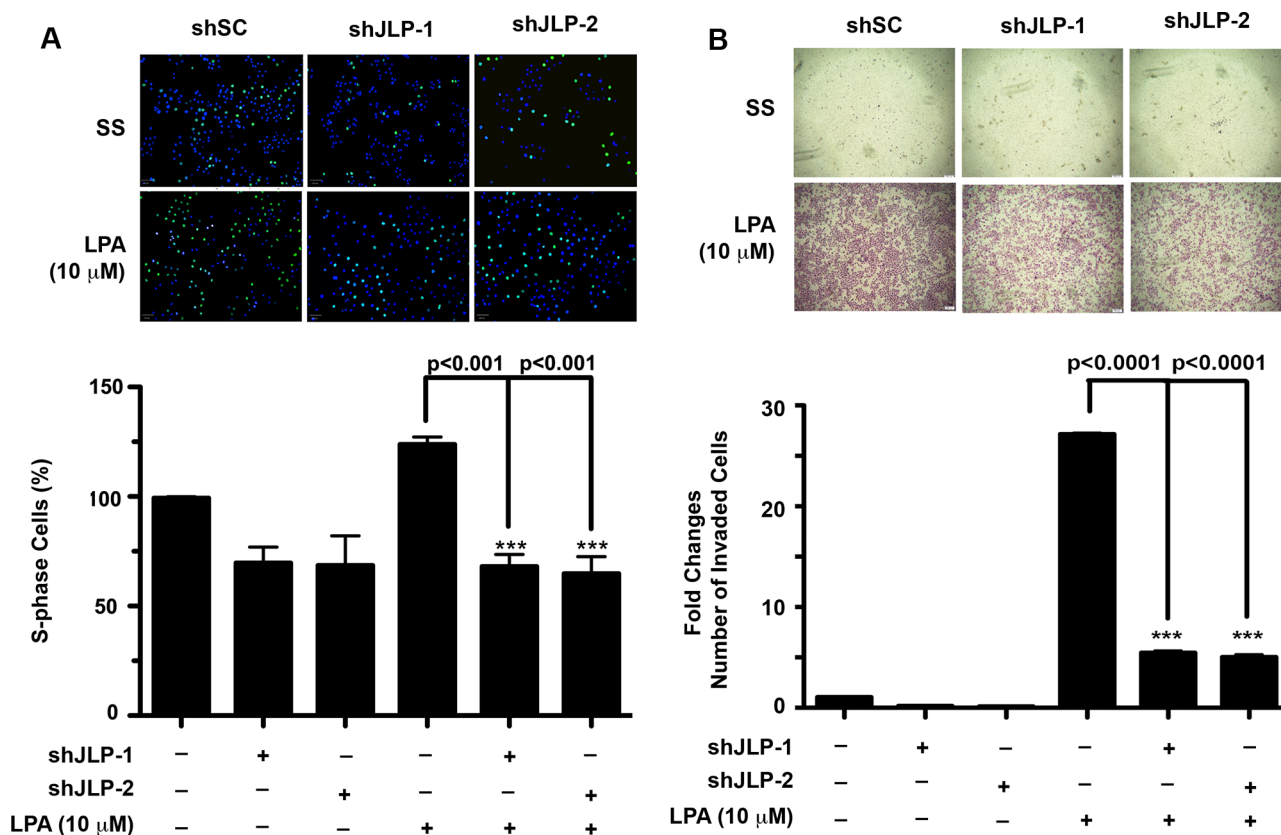 A
shSC shJLP-1 shJLP-2
SS
LPA
(10 μM)
p<0.001 p<0.001
150
100
50
0
S-phase Cells (%)
*** ***
shJLP-1 – + – – + –
shJLP-2 – – + – – +
LPA (10 μM) – – – + + +
B
shSC shJLP-1 shJLP-2
SS
LPA
(10 μM)
p<0.0001 p<0.0001
30
20
10
0
Fold Changes
Number of Invaded Cells
*** ***
shJLP-1 – + – – + –
shJLP-2 – – + – – +
LPA (10 μM) – – – + + +